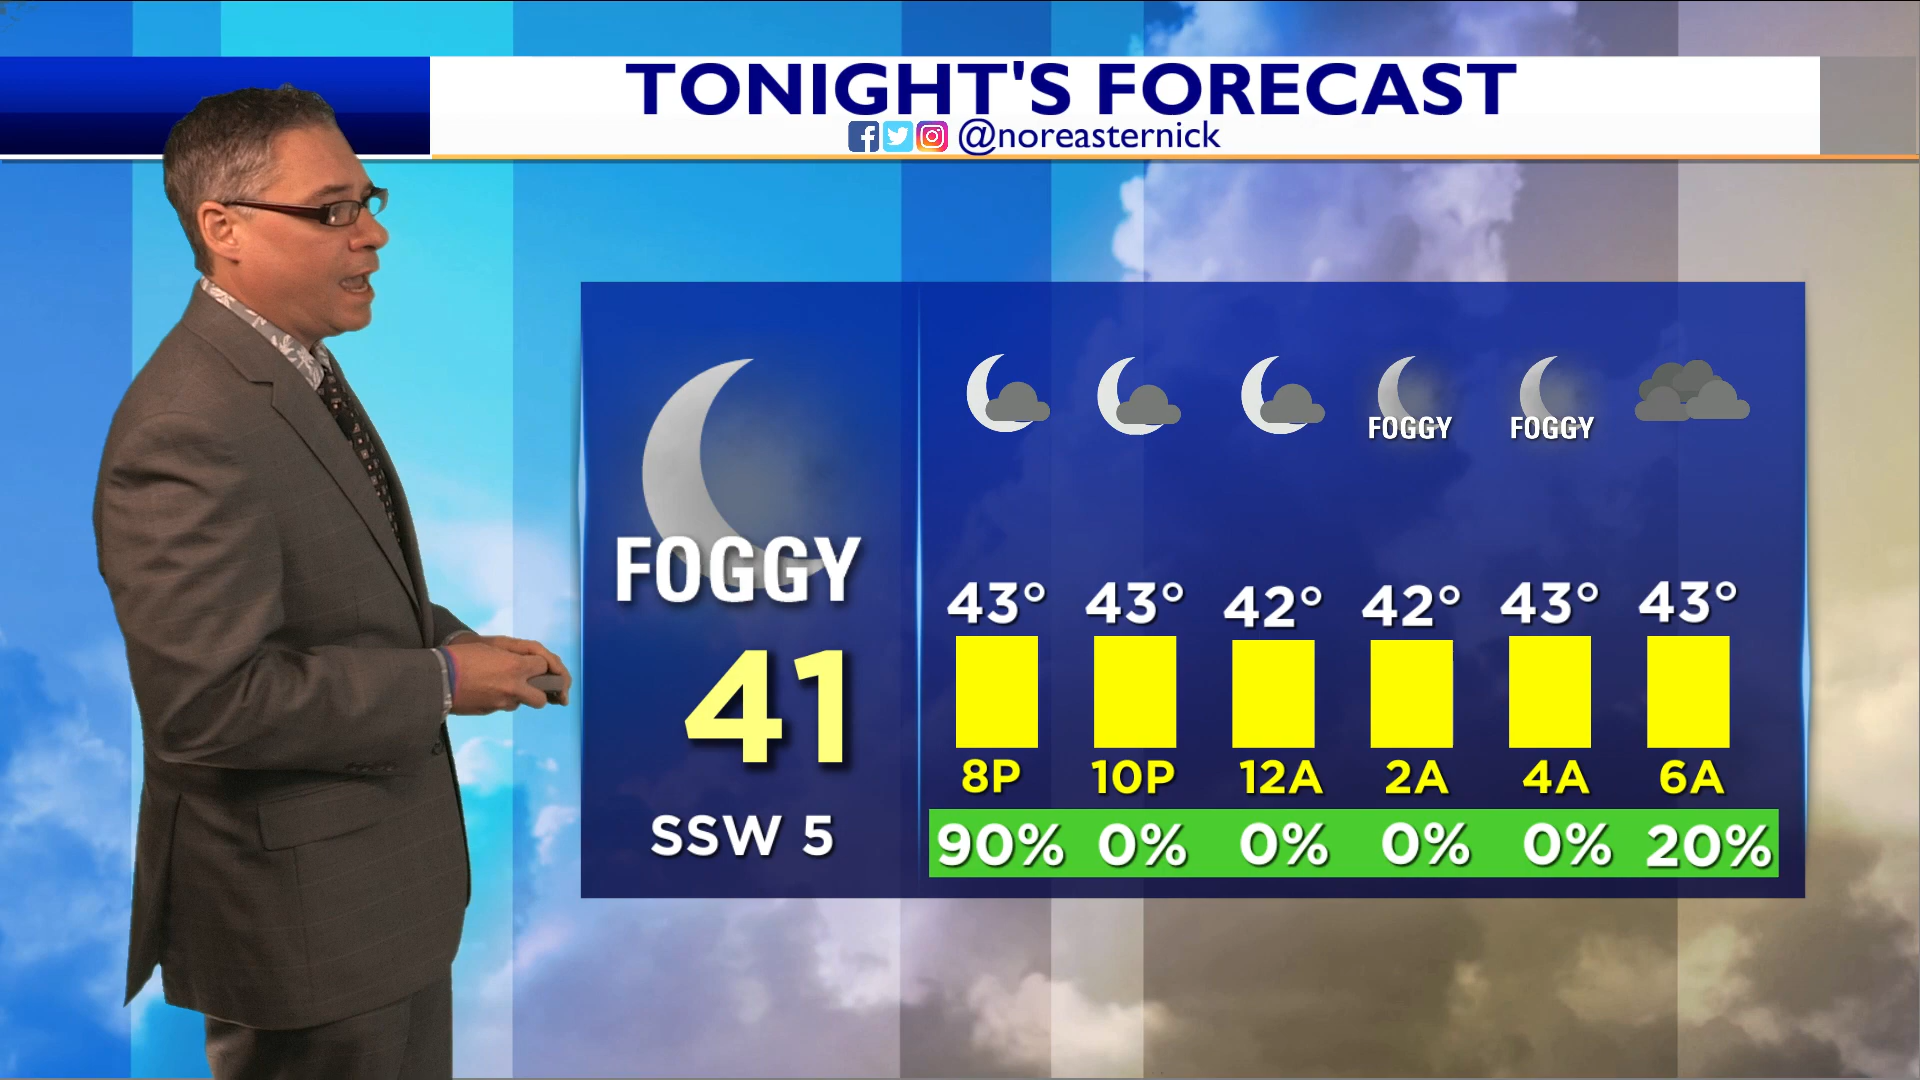 TONIGHT'S FORECAST
@noreasternick
FOGGY
41
SSW 5
FOGGY FOGGY
43° 43° 42° 42° 43° 43°
8P 10P 12A 2A 4A 6A
90% 0% 0% 0% 0% 20%